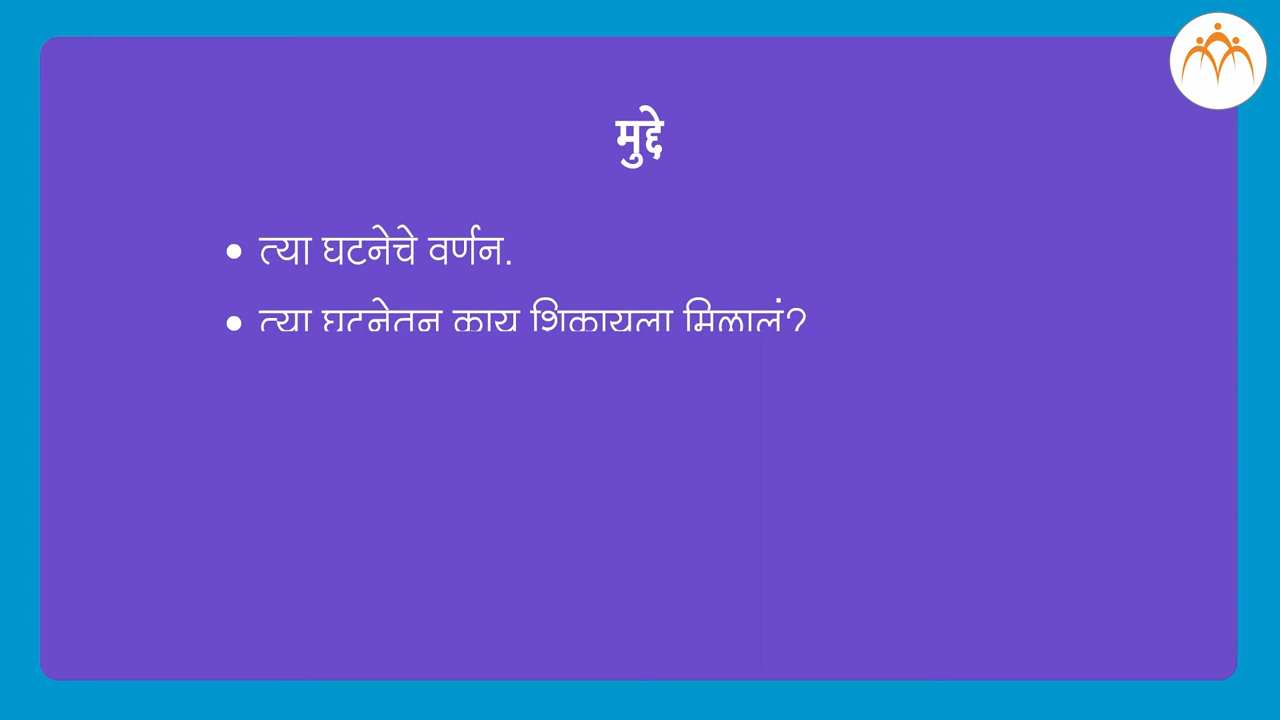 मुद्दे
• त्या घटनेचे वर्णन.
• त्या घटनेतून काय शिकायला मिळालं?